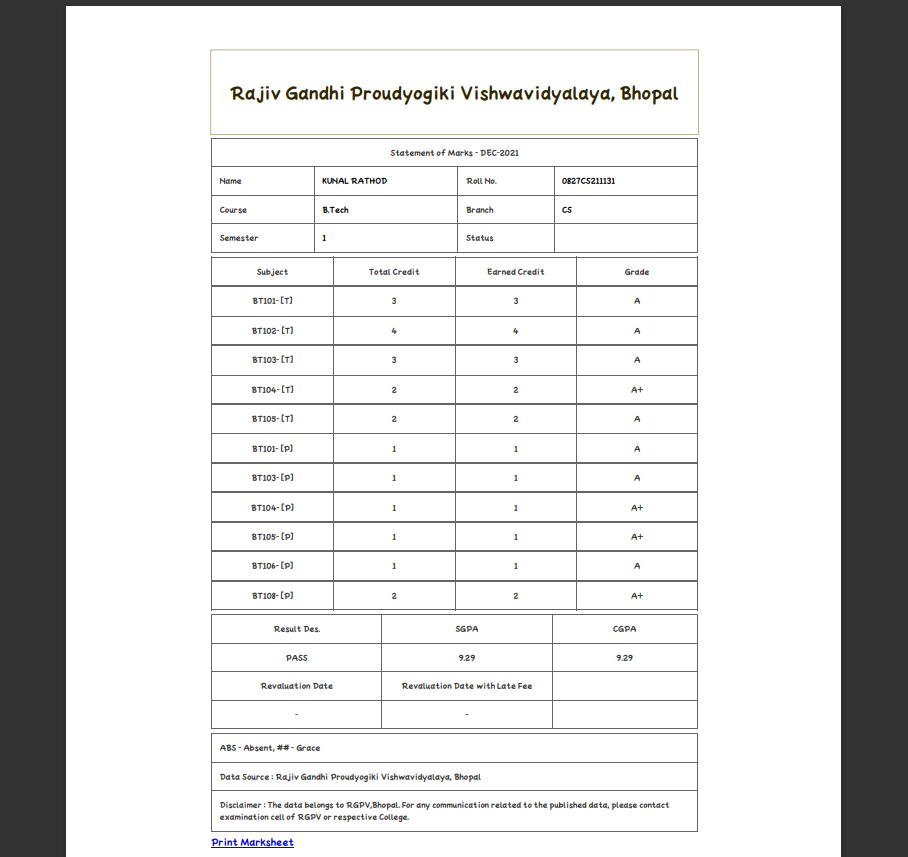 Rajiv Gandhi Proudyogiki Vishwavidyalaya, Bhopal
Statement of Marks - DEC-2021
Name KUNAL RATHOD Roll No. 0827CS211131
Course B.Tech Branch CS
Semester 1 Status
Subject Total Credit Earned Credit Grade
BT101- [T] 3 3 A
BT102- [T] 4 4 A
BT103- [T] 3 3 A
BT104- [T] 2 2 A+
BT105- [T] 2 2 A
BT101- [P] 1 1 A
BT103- [P] 1 1 A
BT104- [P] 1 1 A+
BT105- [P] 1 1 A+
BT106- [P] 1 1 A
BT108- [P] 2 2 A+
Result Des. SGPA CGPA
PASS 9.29 9.29
Revaluation Date Revaluation Date with Late Fee
- -
ABS - Absent, ## - Grace
Data Source : Rajiv Gandhi Proudyogiki Vishwavidyalaya, Bhopal
Disclaimer : The data belongs to RGPV,Bhopal. For any communication related to the published data, please contact
examination cell of RGPV or respective College.
Print Marksheet